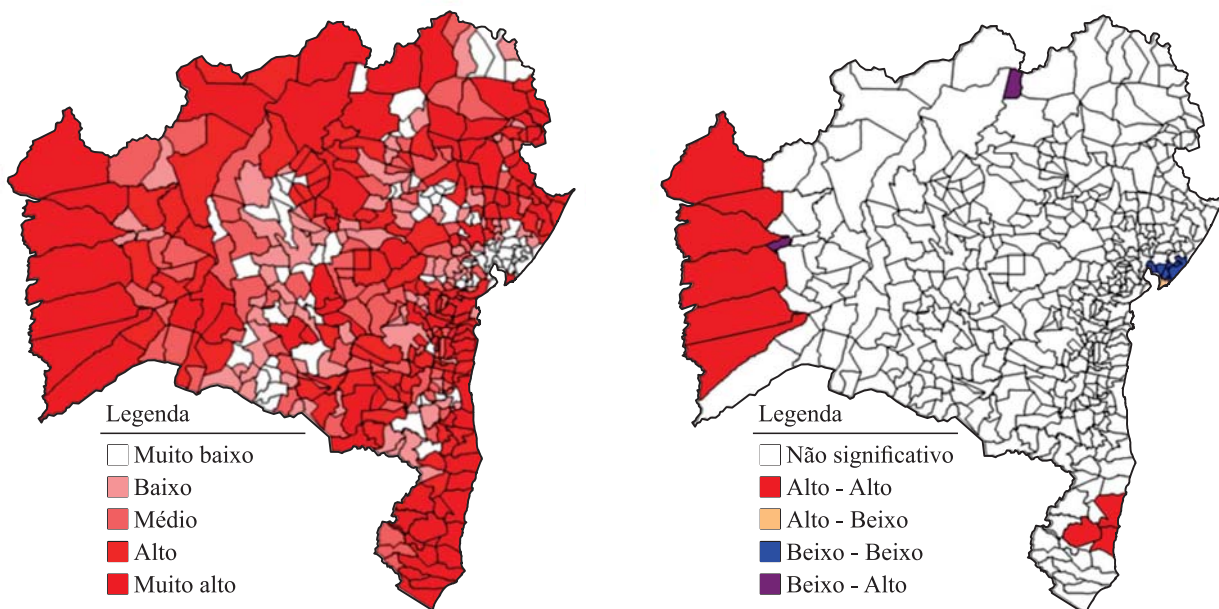 Legenda
Muito baixo
Baixo
Médio
Alto
Muito alto
Legenda
Não significativo
Alto - Alto
Alto - Beixo
Beixo - Beixo
Beixo - Alto